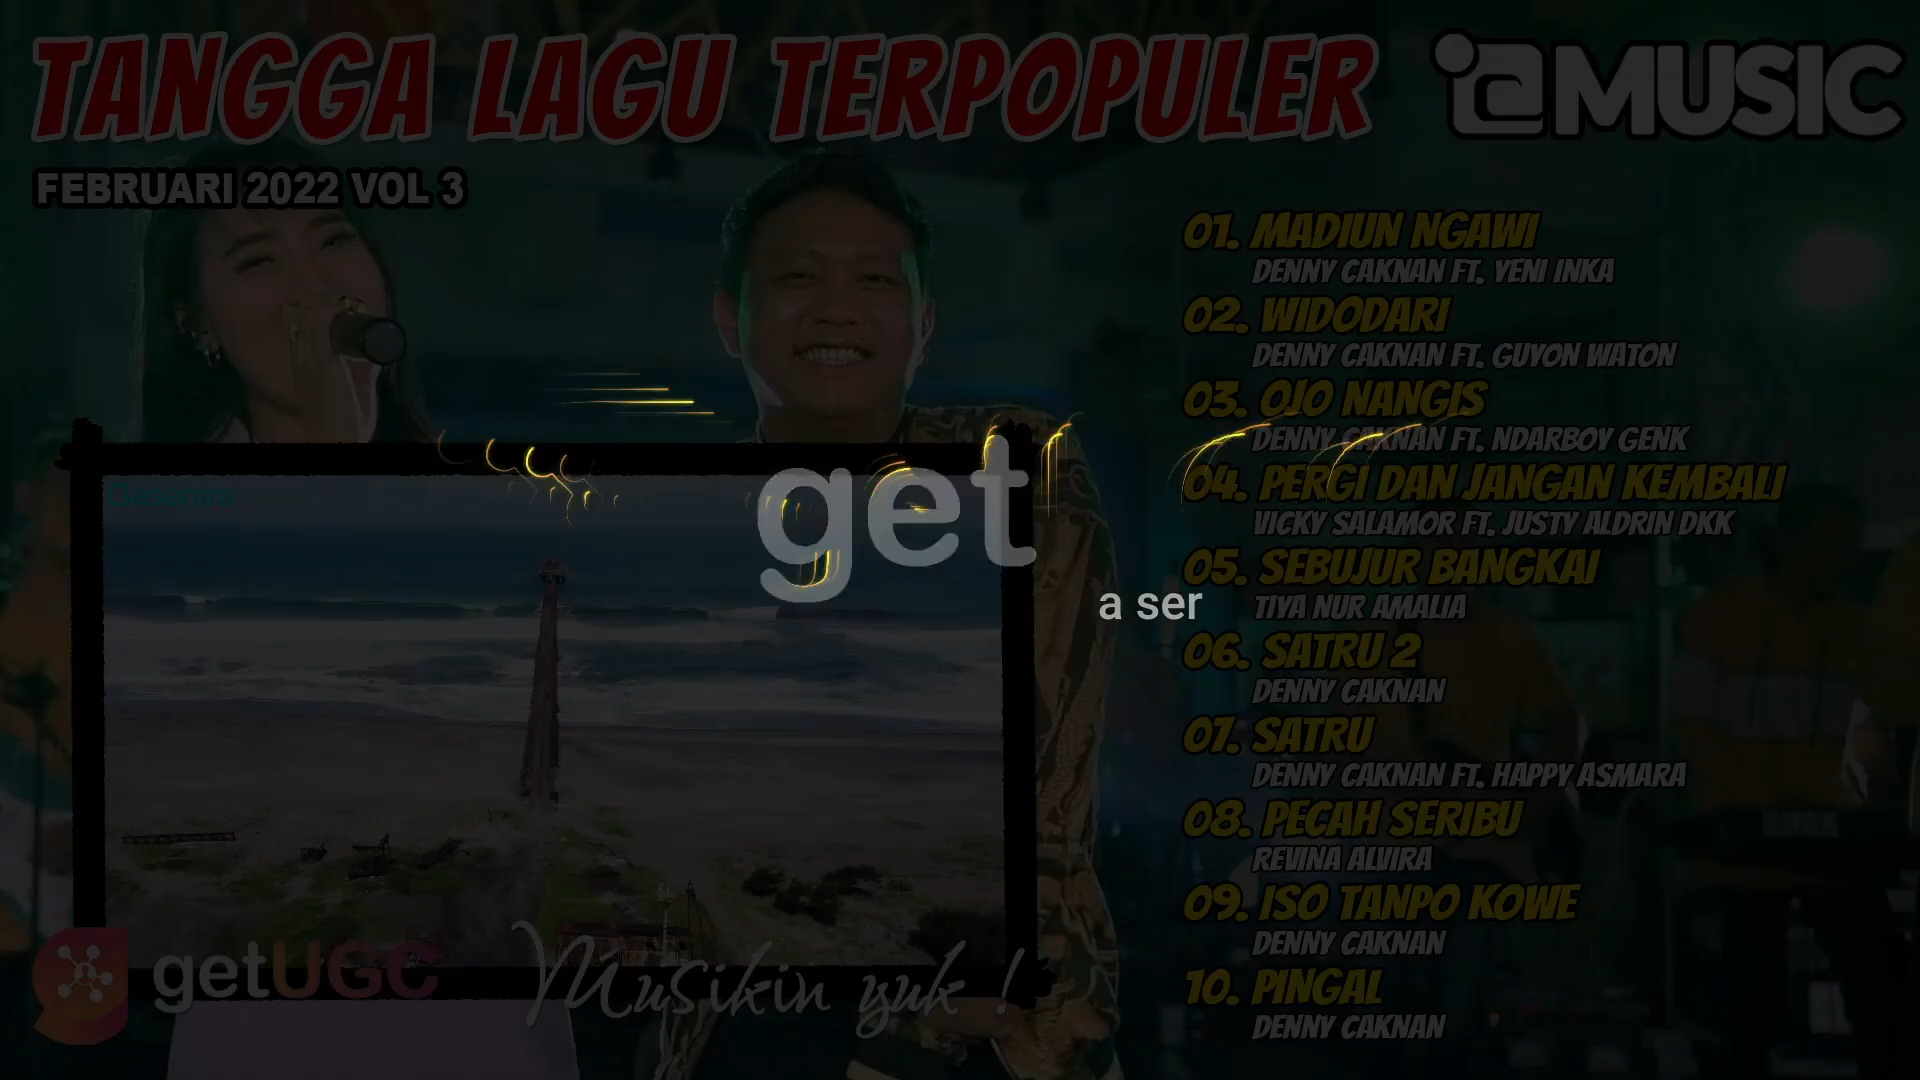 TANGGA LAGU TERPOPULER
aMUSIC
FEBRUARI 2022 VOL 3
01. MADIUN NGAWI
DENNY CAKNAN FT. YENI INKA
02. WIDODARI
DENNY CAKNAN FT. GUYON WATON
03. OJO NANGIS
DENNY CAKNAN FT. NDARBOY GENK
04. PERGI DAN JANGAN KEMBALI
VICKY SALAMOR FT. JUSTY ALDRIN DKK
05. SEBUJUR BANGKAI
TIYA NUR AMALIA
06. SATRU 2
DENNY CAKNAN
07. SATRU
DENNY CAKNAN FT. HAPPY ASMARA
08. PECAH SERIBU
REVINA ALVIRA
09. ISO TANPO KOWE
DENNY CAKNAN
10. PINGAL
DENNY CAKNAN
get
a ser
getUGC
Musikin yuk !